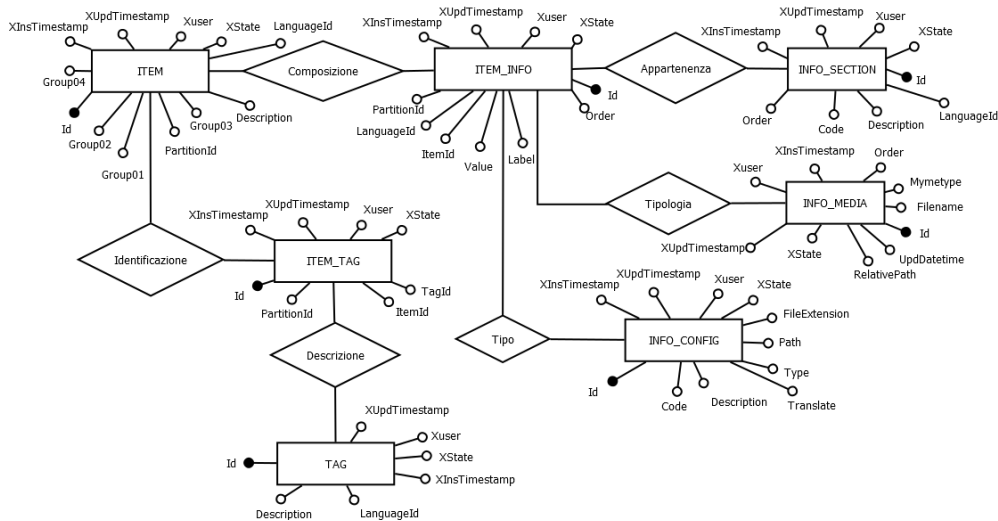 XInsTimestamp
XUpdTimestamp
Xuser
XState
LanguageId
ITEM
Group04
Id
Group02
Group01
PartitionId
Group03
Description
Composizione
XInsTimestamp
XUpdTimestamp
Xuser
XState
ITEM_INFO
PartitionId
LanguageId
ItemId
Value
Label
Order
Id
Appartenenza
XInsTimestamp
XUpdTimestamp
Xuser
XState
INFO_SECTION
Id
LanguageId
Description
Code
Order
Tipologia
Xuser
XInsTimestamp
Order
Mymetype
Filename
INFO_MEDIA
Id
UpdDatetime
RelativePath
XState
XUpdTimestamp
Identificazione
XInsTimestamp
XUpdTimestamp
Xuser
XState
ITEM_TAG
Id
PartitionId
ItemId
TagId
Tipo
XInsTimestamp
XUpdTimestamp
Xuser
XState
FileExtension
INFO_CONFIG
Path
Type
Translate
Description
Code
Id
Descrizione
XUpdTimestamp
Xuser
XState
XInsTimestamp
Id
TAG
Description
LanguageId